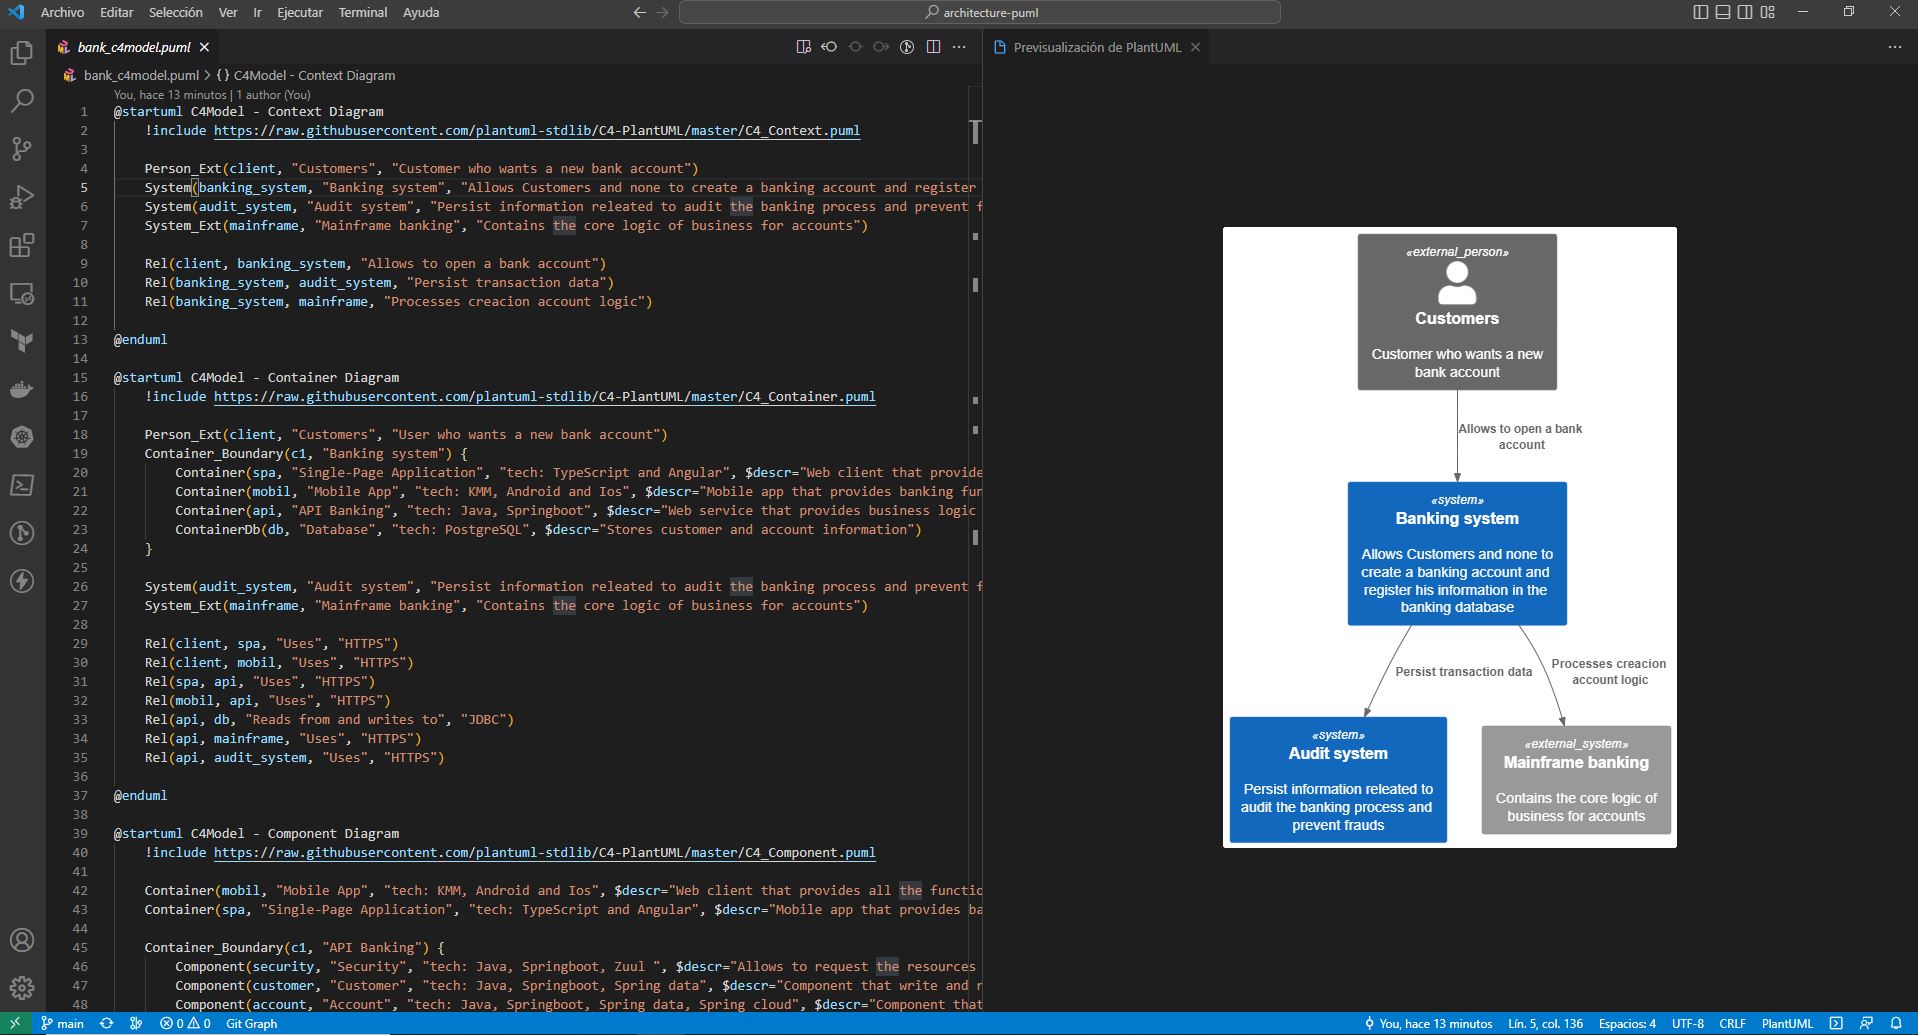 Archivo Editar Selección Ver Ir Ejecutar Terminal Ayuda
architecture-puml
bank_c4model.puml
Previsualización de PlantUML
bank_c4model.puml > {} C4Model - Context Diagram
You, hace 13 minutos | 1 author (You)
1 @startuml C4Model - Context Diagram
2 !include https://raw.githubusercontent.com/plantuml-stdlib/C4-PlantUML/master/C4_Context.puml
3
4 Person_Ext(client, "Customers", "Customer who wants a new bank account")
5 System(banking_system, "Banking system", "Allows Customers and none to create a banking account and register
6 System(audit_system, "Audit system", "Persist information releated to audit the banking process and prevent f
7 System_Ext(mainframe, "Mainframe banking", "Contains the core logic of business for accounts")
8
9 Rel(client, banking_system, "Allows to open a bank account")
10 Rel(banking_system, audit_system, "Persist transaction data")
11 Rel(banking_system, mainframe, "Processes creacion account logic")
12
13 @enduml
14
15 @startuml C4Model - Container Diagram
16 !include https://raw.githubusercontent.com/plantuml-stdlib/C4-PlantUML/master/C4_Container.puml
17
18 Person_Ext(client, "Customers", "User who wants a new bank account")
19 Container_Boundary(c1, "Banking system") {
20 Container(spa, "Single-Page Application", "tech: TypeScript and Angular", $descr="Web client that provide
21 Container(mobil, "Mobile App", "tech: KMM, Android and Ios", $descr="Mobile app that provides banking fun
22 Container(api, "API Banking", "tech: Java, Springboot", $descr="Web service that provides business logic
23 ContainerDb(db, "Database", "tech: PostgreSQL", $descr="Stores customer and account information")
24 }
25
26 System(audit_system, "Audit system", "Persist information releated to audit the banking process and prevent f
27 System_Ext(mainframe, "Mainframe banking", "Contains the core logic of business for accounts")
28
29 Rel(client, spa, "Uses", "HTTPS")
30 Rel(client, mobil, "Uses", "HTTPS")
31 Rel(spa, api, "Uses", "HTTPS")
32 Rel(mobil, api, "Uses", "HTTPS")
33 Rel(api, db, "Reads from and writes to", "JDBC")
34 Rel(api, mainframe, "Uses", "HTTPS")
35 Rel(api, audit_system, "Uses", "HTTPS")
36
37 @enduml
38
39 @startuml C4Model - Component Diagram
40 !include https://raw.githubusercontent.com/plantuml-stdlib/C4-PlantUML/master/C4_Component.puml
41
42 Container(mobil, "Mobile App", "tech: KMM, Android and Ios", $descr="Web client that provides all the functio
43 Container(spa, "Single-Page Application", "tech: TypeScript and Angular", $descr="Mobile app that provides ba
44
45 Container_Boundary(c1, "API Banking") {
46 Component(security, "Security", "tech: Java, Springboot, Zuul ", $descr="Allows to request the resources
47 Component(customer, "Customer", "tech: Java, Springboot, Spring data", $descr="Component that write and r
48 Component(account, "Account", "tech: Java, Springboot, Spring data, Spring cloud", $descr="Component that
«external_person»
Customers
Customer who wants a new
bank account
Allows to open a bank
account
«system»
Banking system
Allows Customers and none to
create a banking account and
register his information in the
banking database
Persist transaction data
Processes creacion
account logic
«system»
Audit system
Persist information releated to
audit the banking process and
prevent frauds
«external_system»
Mainframe banking
Contains the core logic of
business for accounts
main 0 0 Git Graph
You, hace 13 minutos Lín. 5, col. 136 Espacios: 4 UTF-8 CRLF PlantUML